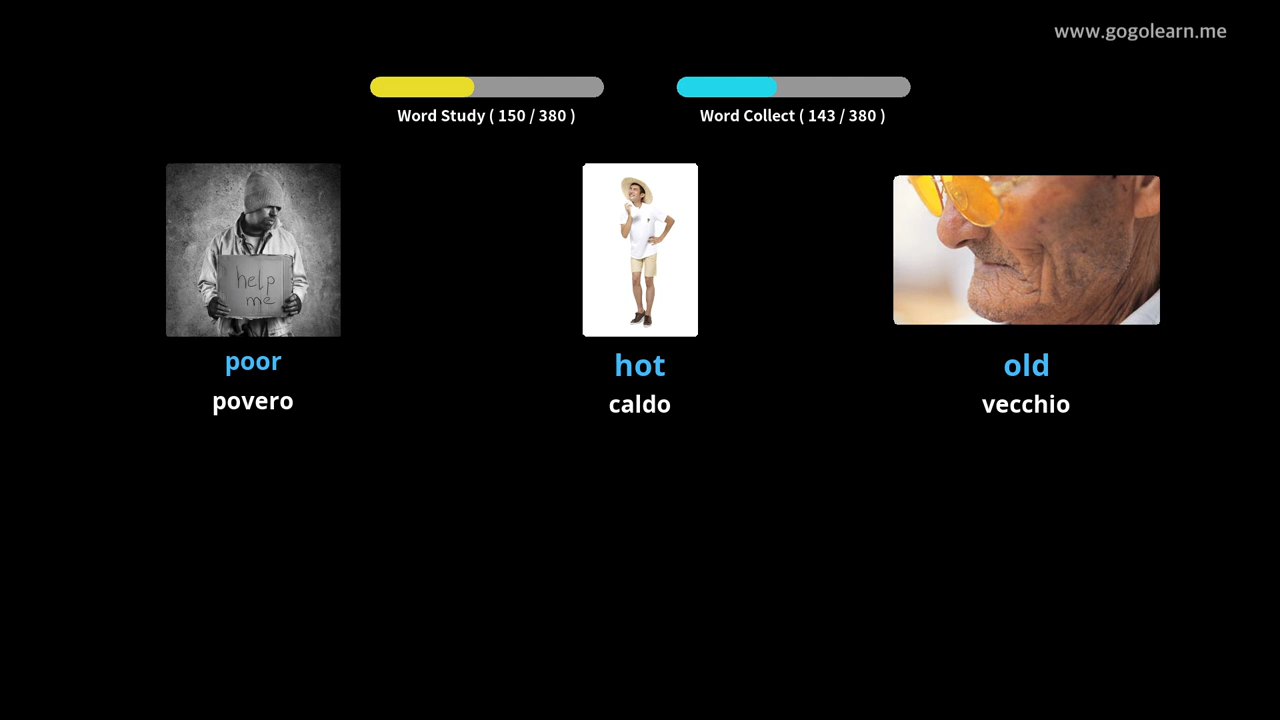 www.gogolearn.me
Word Study ( 150 / 380 )
Word Collect ( 143 / 380 )
help
me
poor
hot
old
povero
caldo
vecchio